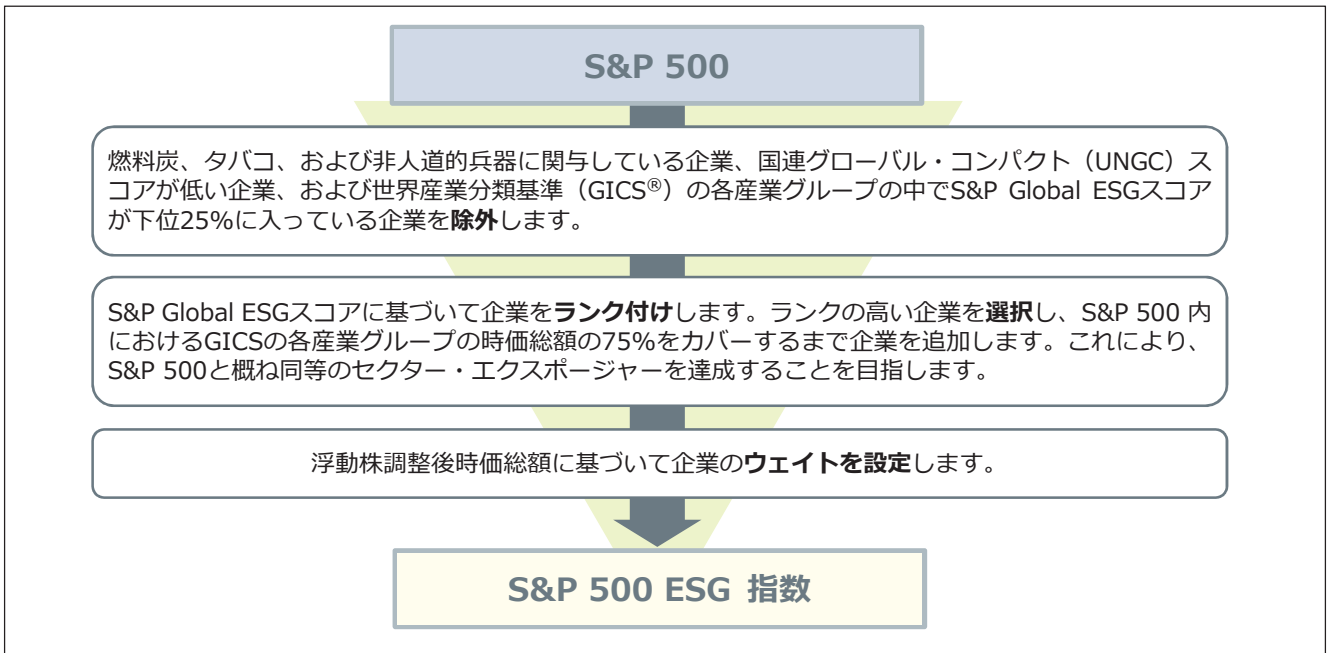 S&P 500
燃料炭、タバコ、および非人道的兵器に関与している企業、国連グローバル・コンパクト（UNGC）ス
コアが低い企業、および世界産業分類基準（GICS®）の各産業グループの中でS&P Global ESGスコア
が下位25%に入っている企業を除外します。
S&P Global ESGスコアに基づいて企業をランク付けします。ランクの高い企業を選択し、S&P 500 内
におけるGICSの各産業グループの時価総額の75%をカバーするまで企業を追加します。これにより、
S&P 500と概ね同等のセクター・エクスポージャーを達成することを目指します。
浮動株調整後時価総額に基づいて企業のウェイトを設定します。
S&P 500 ESG 指数